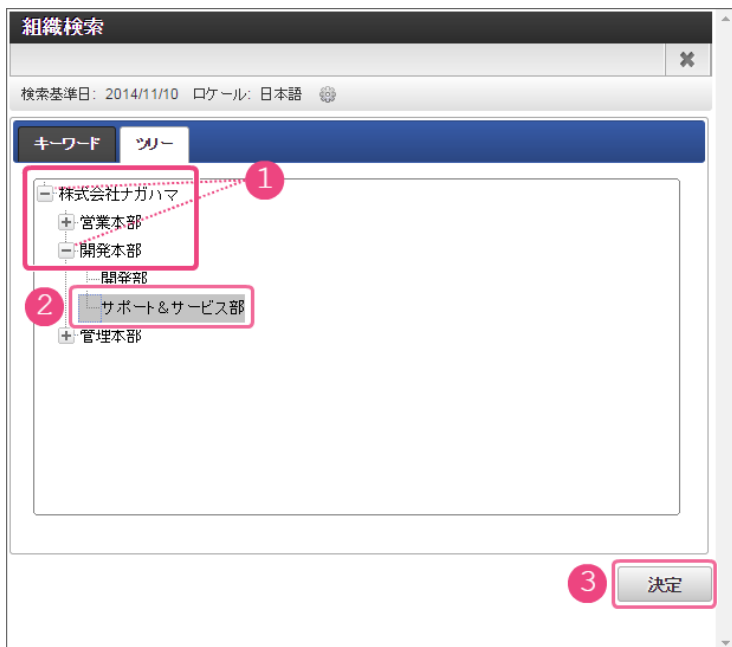 組織検索
検索基準日: 2014/11/10 ロケール: 日本語
キーワード ツリー
株式会社ナガハマ
1
営業本部
開発本部
開発部
2
サポート&サービス部
管理本部
3
決定